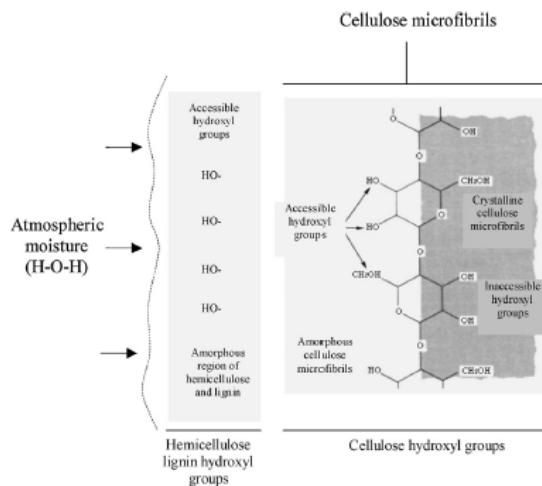 Cellulose microfibrils
Accessible
hydroxyl
groups
HO-
HO-
HO-
HO-
Amorphous
region of
hemicellulose
and lignin
Atmospheric
moisture
(H-O-H)
Accessible
hydroxyl
groups
O
OH
O
HO
CH₂OH
O
HO
O
CH₂OH
OH
O
OH
O
HO
CH₂OH
Crystalline
cellulose
microfibrils
Inaccessible
hydroxyl
groups
Amorphous
cellulose
microfibrils
Hemicellulose
lignin hydroxyl
groups
Cellulose hydroxyl groups